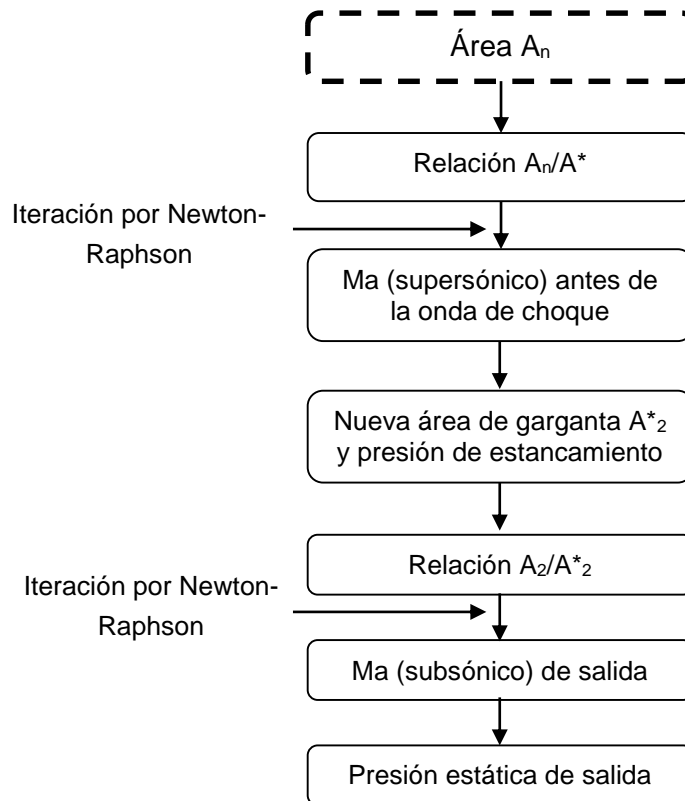 Área Aₙ
Relación Aₙ/A*
Iteración por Newton-
Raphson
Ma (supersónico) antes de
la onda de choque
Nueva área de garganta A*₂
y presión de estancamiento
Relación A₂/A*₂
Iteración por Newton-
Raphson
Ma (subsónico) de salida
Presión estática de salida